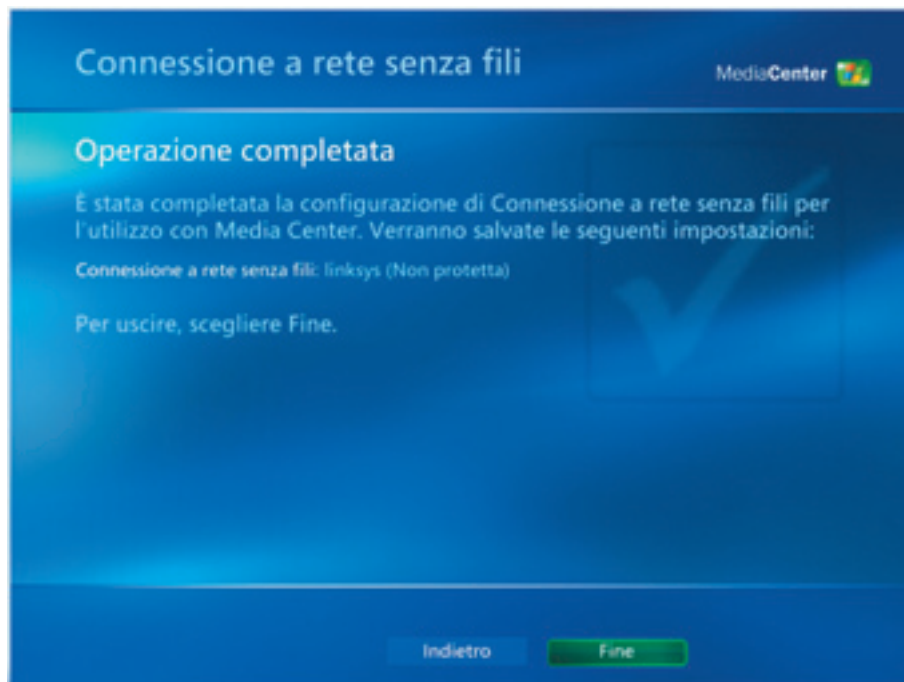 Connessione a rete senza fili
MediaCenter
Operazione completata
È stata completata la configurazione di Connessione a rete senza fili per
l'utilizzo con Media Center. Verranno salvate le seguenti impostazioni:
Connessione a rete senza fili: linksys (Non protetta)
Per uscire, scegliere Fine.
Indietro
Fine